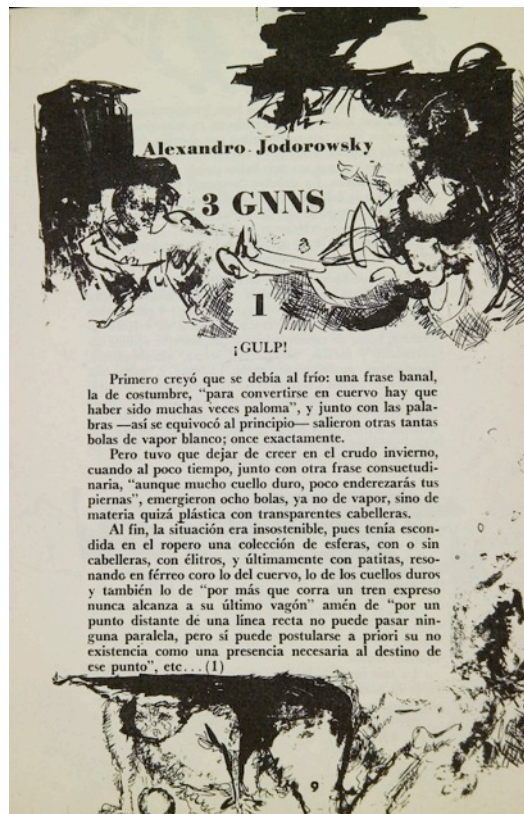 Alexandro Jodorowsky
3 GNNS
1
¡GULP!
Primero creyó que se debía al frío: una frase banal,
la de costumbre, “para convertirse en cuervo hay que
haber sido muchas veces paloma”, y junto con las pala-
bras —así se equivocó al principio— salieron otras tantas
bolas de vapor blanco; once exactamente.
Pero tuvo que dejar de creer en el crudo invierno,
cuando al poco tiempo, junto con otra frase consuetudi-
naria, “aunque mucho cuello duro, poco enderezarás tus
piernas”, emergieron ocho bolas, ya no de vapor, sino de
materia quizá plástica con transparentes cabelleras.
Al fin, la situación era insostenible, pues tenía escon-
dida en el ropero una colección de esferas, con o sin
cabelleras, con élitros, y últimamente con patitas, reso-
nando en férreo coro lo del cuervo, lo de los cuellos duros
y también lo de “por más que corra un tren expreso
nunca alcanza a su último vagón” amén de “por un
punto distante de una línea recta no puede pasar nin-
guna paralela, pero sí puede postularse a priori su no
existencia como una presencia necesaria al destino de
ese punto”, etc...(1)
9